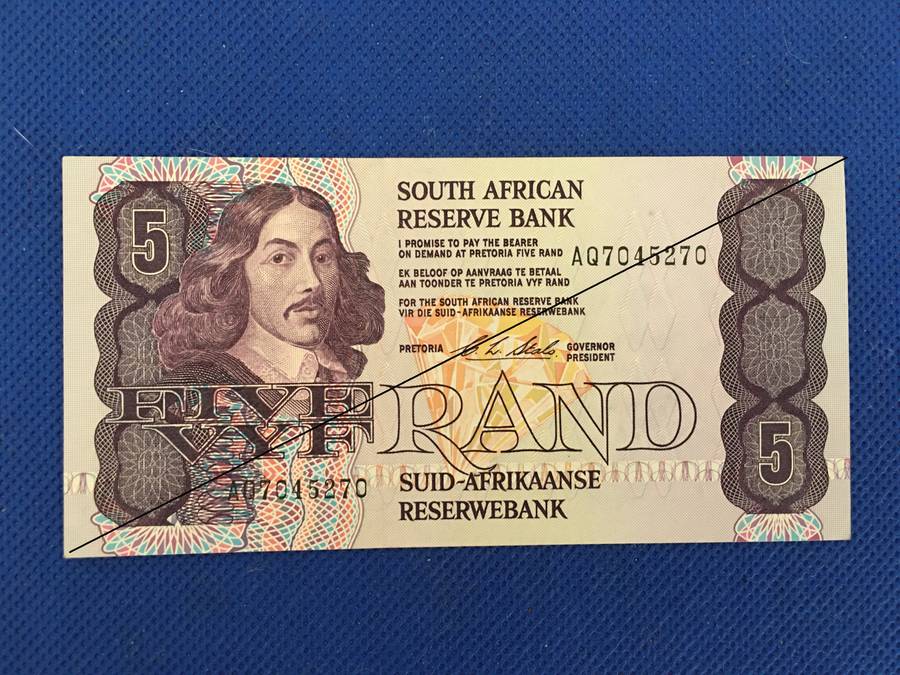 5
SOUTH AFRICAN
RESERVE BANK
I PROMISE TO PAY THE BEARER
ON DEMAND AT PRETORIA FIVE RAND
AQ7045270
EK BELOOF OP AANVRAAG TE BETAAL
AAN TOONDER TE PRETORIA VYF RAND
FOR THE SOUTH AFRICAN RESERVE BANK
VIR DIE SUID-AFRIKAANSE RESERWEBANK
PRETORIA
GOVERNOR
PRESIDENT
FIVE
VYF
RAND
5
AQ7045270
SUID-AFRIKAANSE
RESERWEBANK